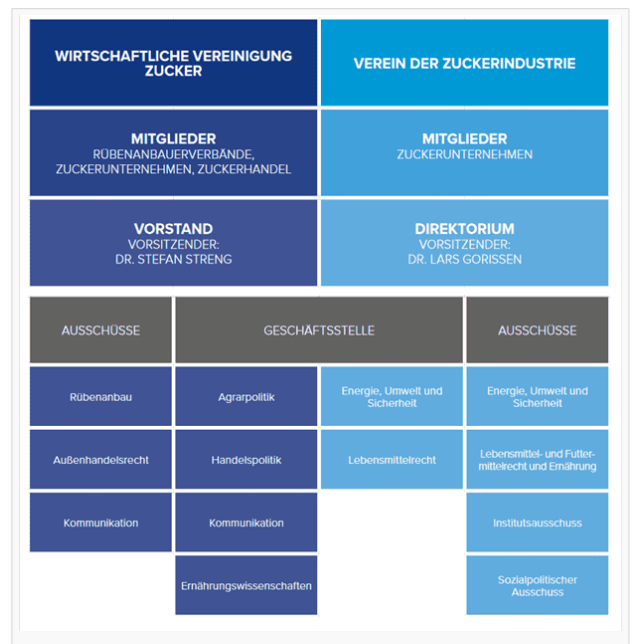 WIRTSCHAFTLICHE VEREINIGUNG
ZUCKER
VEREIN DER ZUCKERINDUSTRIE
MITGLIEDER
RÜBENANBAUERVERBÄNDE,
ZUCKERUNTERNEHMEN, ZUCKERHANDEL
MITGLIEDER
ZUCKERUNTERNEHMEN
VORSTAND
VORSITZENDER:
DR. STEFAN STRENG
DIREKTORIUM
VORSITZENDER:
DR. LARS GORISSEN
AUSSCHÜSSE
GESCHÄFTSSTELLE
AUSSCHÜSSE
Rübenanbau
Agrarpolitik
Energie, Umwelt und
Sicherheit
Energie, Umwelt und
Sicherheit
Außenhandelsrecht
Handelspolitik
Lebensmittelrecht
Lebensmittel- und Futter-
mittelrecht und Ernährung
Kommunikation
Kommunikation
Institutsausschuss
Ernährungswissenschaften
Sozialpolitischer
Ausschuss